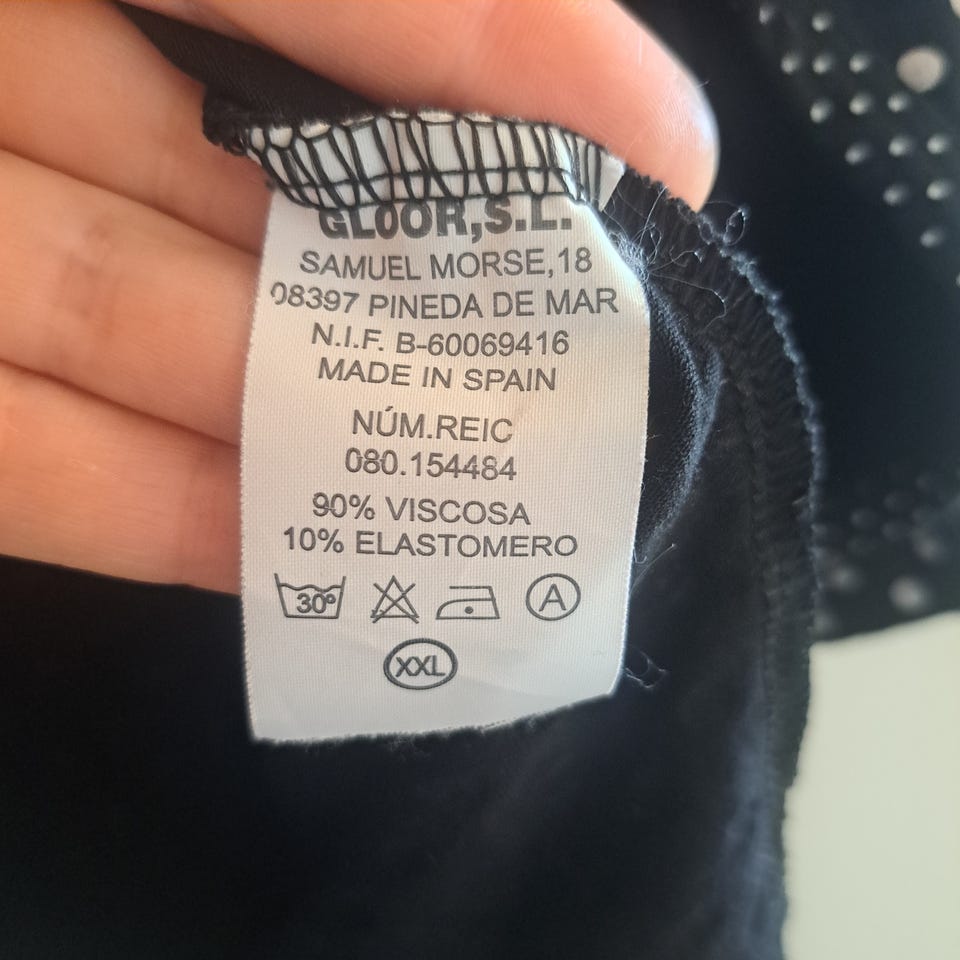 GLOOR,S.L.
SAMUEL MORSE,18
08397 PINEDA DE MAR
N.I.F. B-60069416
MADE IN SPAIN
NÚM.REIC
080.154484
90% VISCOSA
10% ELASTOMERO
30º
A
XXL